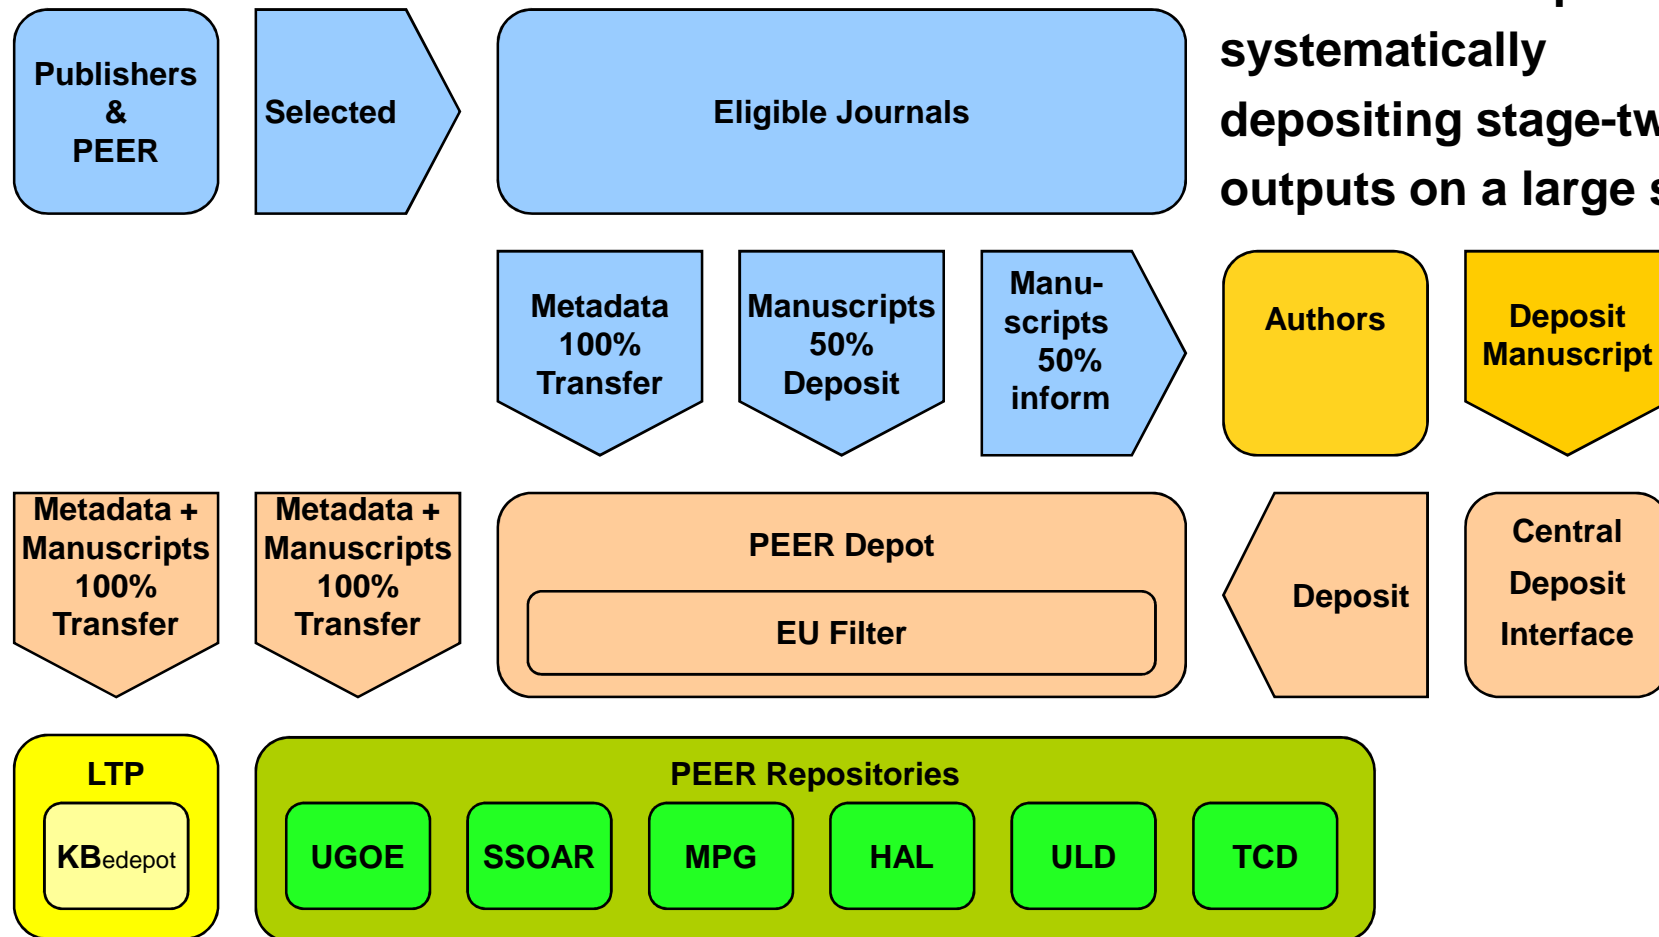 Publishers
&
PEER
Selected
Eligible Journals
systematically
depositing
outputs on a large
Metadata
100%
Transfer
Manuscripts
50%
Deposit
Manu-
scripts
50%
inform
Authors
Deposit
Manuscript
Metadata +
Manuscripts
100%
Transfer
Metadata +
Manuscripts
100%
Transfer
PEER Depot
EU Filter
Deposit
Central
Deposit
Interface
LTP
KBedepot
PEER Repositories
UGOE
SSOAR
MPG
HAL
ULD
TCD